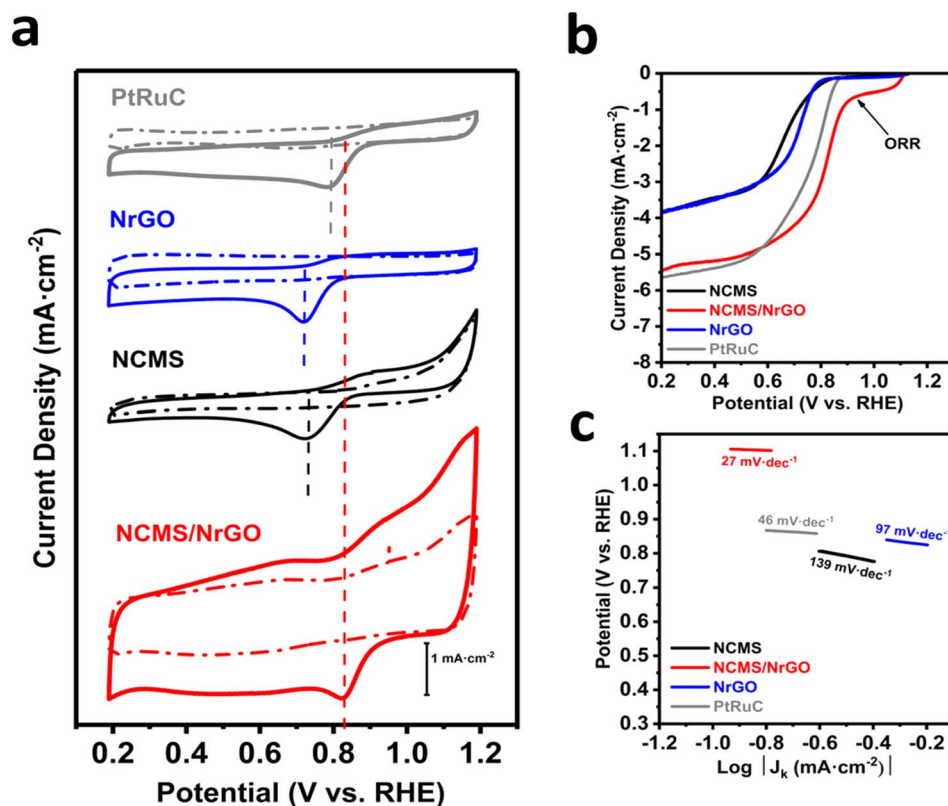 a
PtRuC
NrGO
NCMS
NCMS/NrGO
1 mA·cm⁻²
Current Density (mA·cm⁻²)
0.2 0.4 0.6 0.8 1.0 1.2
Potential (V vs. RHE)
b
0
-1
-2
-3
-4
-5
-6
-7
-8
ORR
NCMS
NCMS/NrGO
NrGO
PtRuC
Current Density (mA·cm⁻²)
0.2 0.4 0.6 0.8 1.0 1.2
Potential (V vs. RHE)
c
1.1
1.0
0.9
0.8
0.7
0.6
0.5
0.4
0.3
27 mV·dec⁻¹
46 mV·dec⁻¹
97 mV·dec⁻¹
139 mV·dec⁻¹
NCMS
NCMS/NrGO
NrGO
PtRuC
Potential (V vs. RHE)
-1.2 -1.0 -0.8 -0.6 -0.4 -0.2
Log |Jₖ (mA·cm⁻²)|